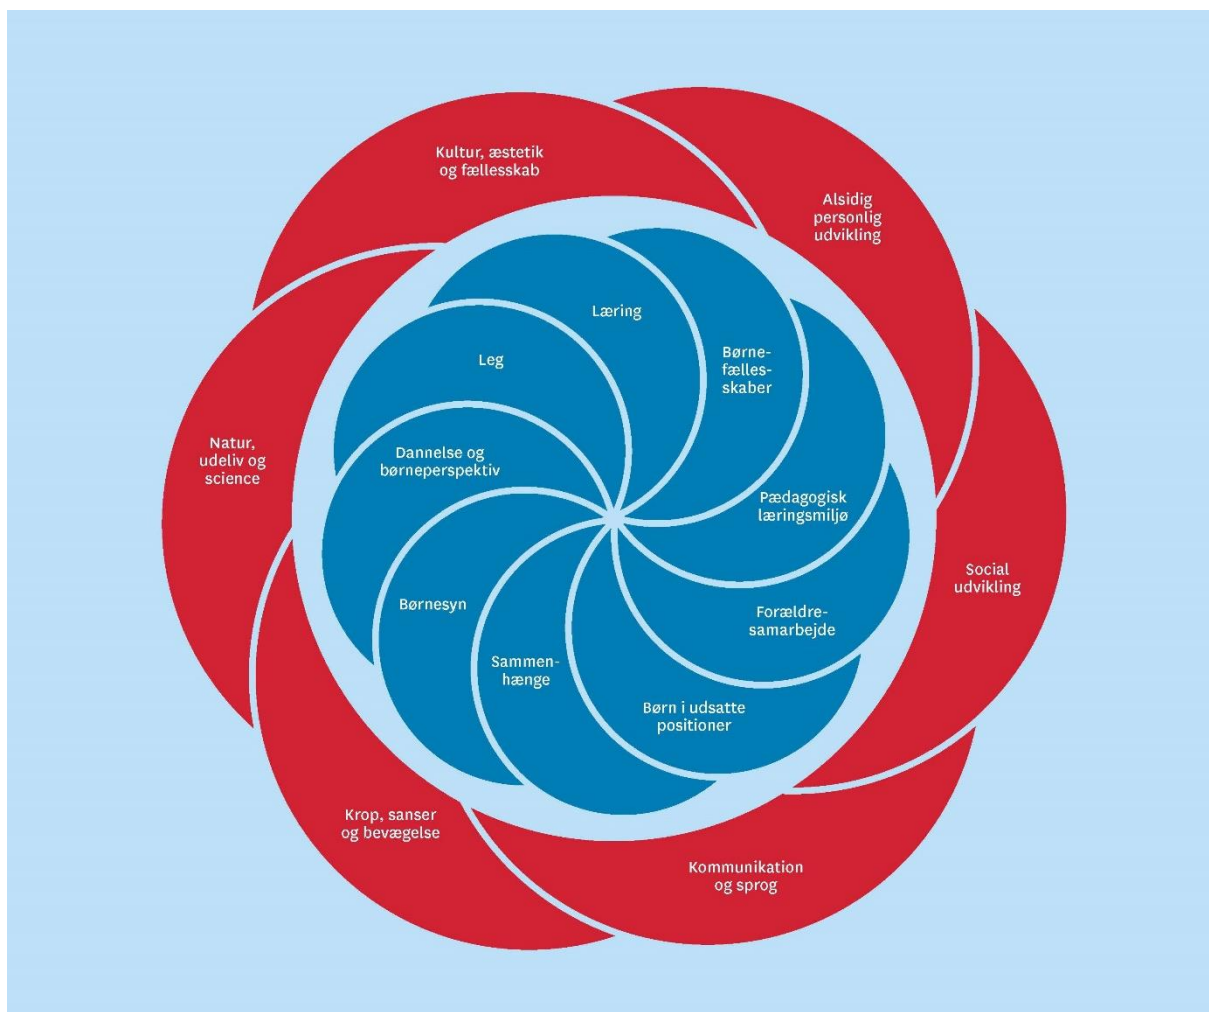 Kultur, æstetik
og fællesskab
Alsidig
personlig
udvikling
Læring
Børne-
fælles-
skaber
Leg
Natur,
udeliv og
science
Dannelse og
børneperspektiv
Pædagogisk
læringsmiljø
Social
udvikling
Børnesyn
Forældre-
samarbejde
Sammen-
hænge
Børn i udsatte
positioner
Krop, sanser
og bevægelse
Kommunikation
og sprog